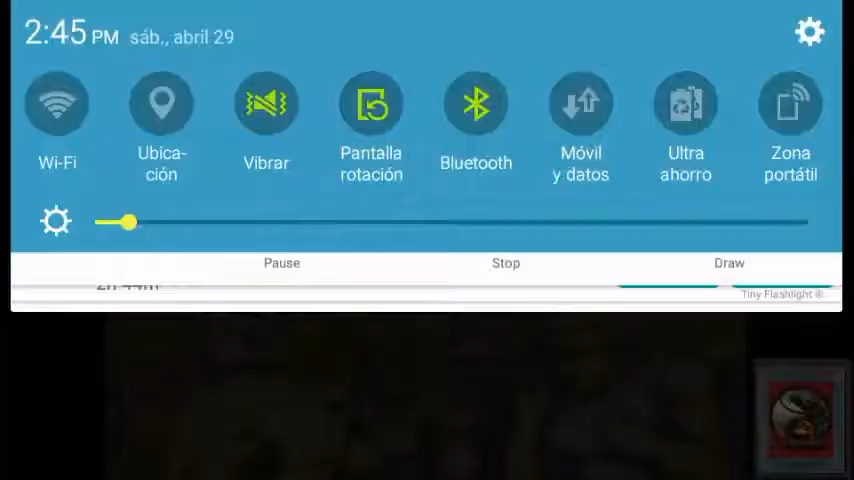 2:45 PM sáb., abril 29
Wi-Fi
Ubica-
ción
Vibrar
Pantalla
rotación
Bluetooth
Móvil
y datos
Ultra
ahorro
Zona
portátil
Pause Stop Draw
Tiny Flashlight ®